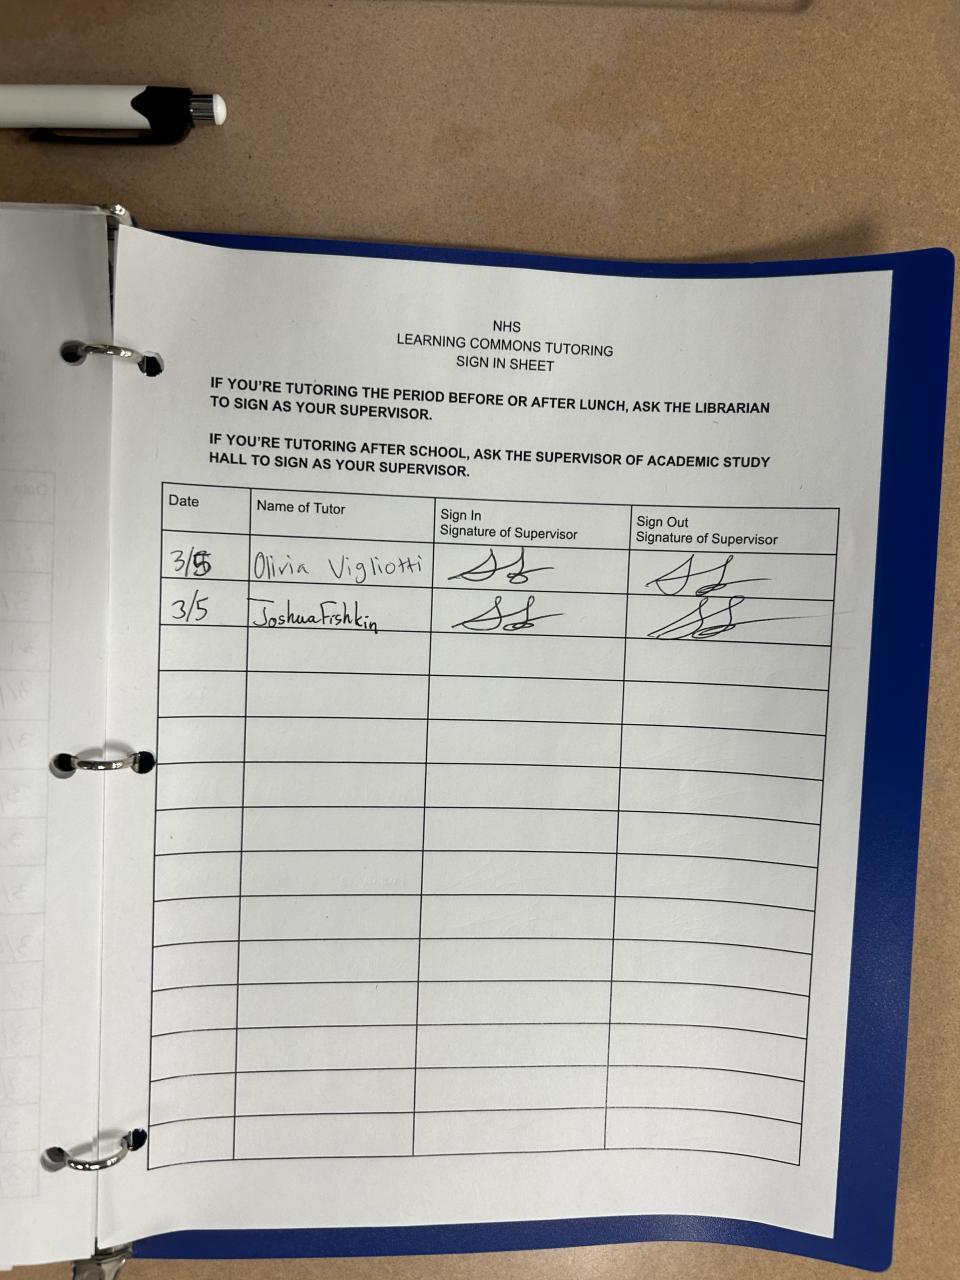 NHS
LEARNING COMMONS TUTORING
SIGN IN SHEET
IF YOU'RE TUTORING THE PERIOD BEFORE OR AFTER LUNCH, ASK THE LIBRARIAN
TO SIGN AS YOUR SUPERVISOR.
IF YOU'RE TUTORING AFTER SCHOOL, ASK THE SUPERVISOR OF ACADEMIC STUDY
HALL TO SIGN AS YOUR SUPERVISOR.
Date Name of Tutor Sign In Signature of Supervisor Sign Out Signature of Supervisor
3/5 Olivia Vigliotti
3/5 Joshua Fishkin